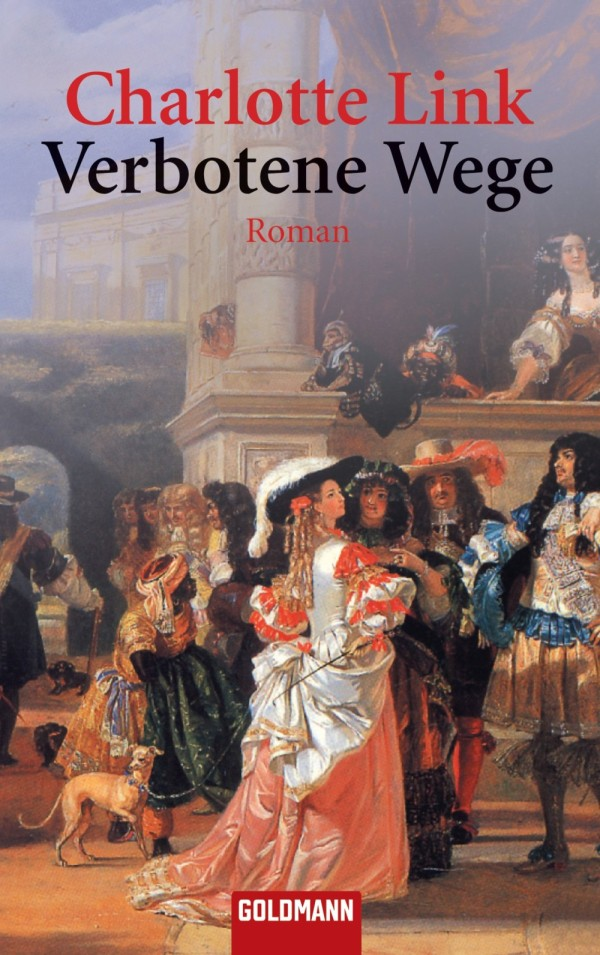 Charlotte Link
Verbotene Wege
Roman
GOLDMANN